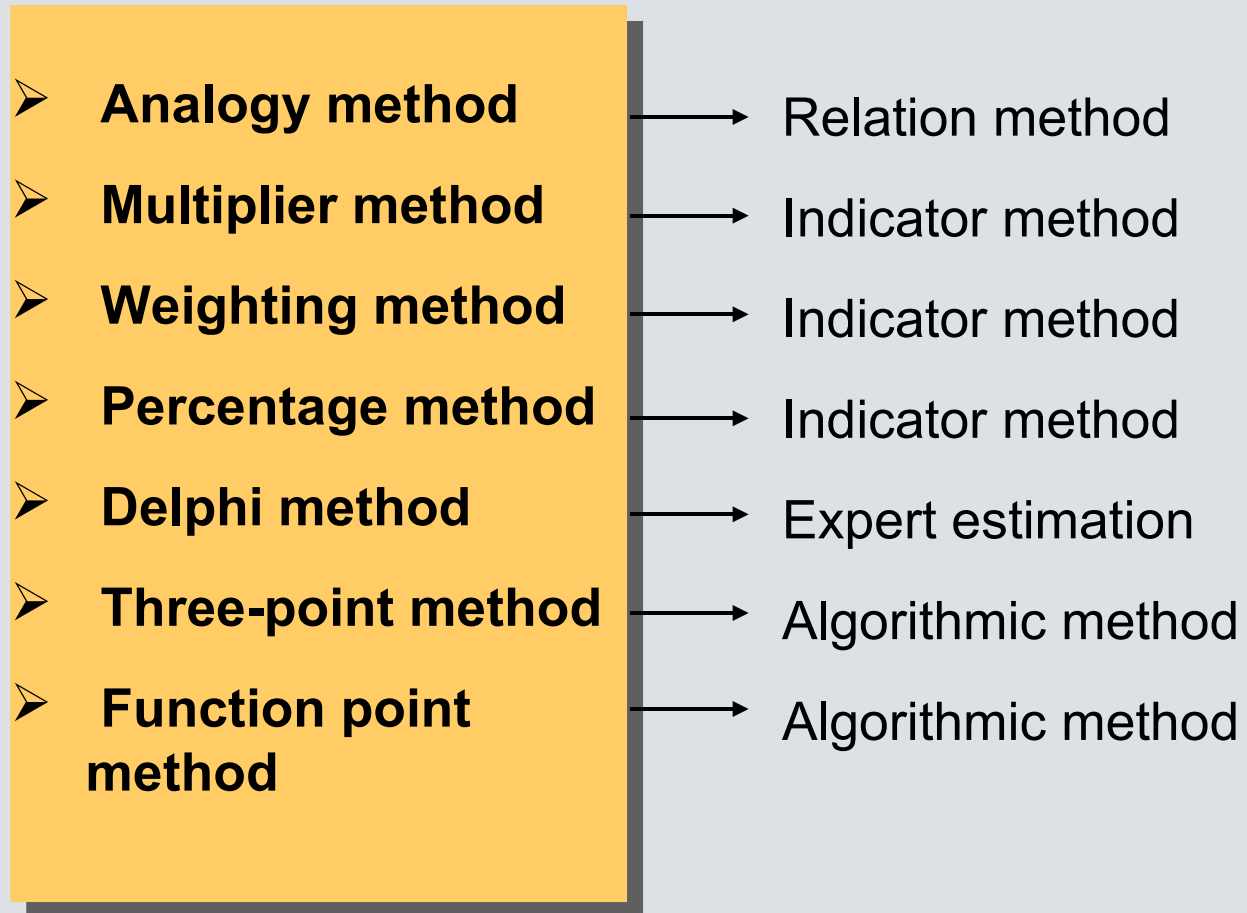 ➢ Analogy method → Relation method
➢ Multiplier method → Indicator method
➢ Weighting method → Indicator method
➢ Percentage method → Indicator method
➢ Delphi method → Expert estimation
➢ Three-point method → Algorithmic method
➢ Function point → Algorithmic method
method